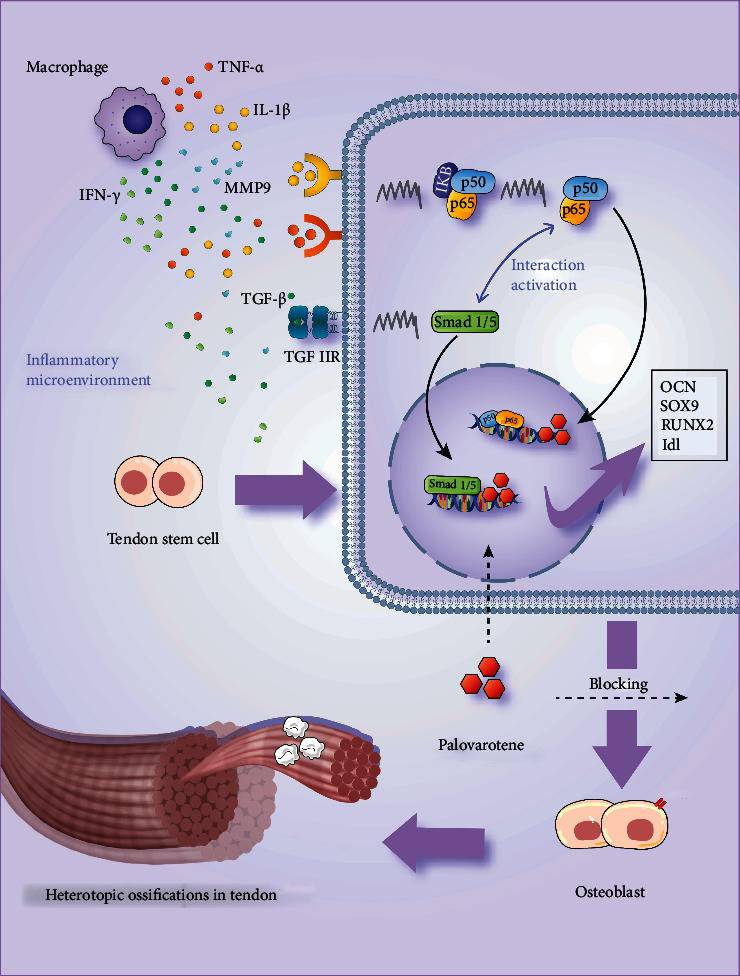 Macrophage
TNF-α
IL-1β
IFN-γ
MMP9
TGF-β
TGF IIR
Inflammatory
microenvironment
IKB
p50
p65
p50
p65
Interaction
activation
Smad 1/5
p50
p65
Smad 1/5
OCN
SOX9
RUNX2
Idl
Tendon stem cell
Palovarotene
Blocking
Osteoblast
Heterotopic ossifications in tendon